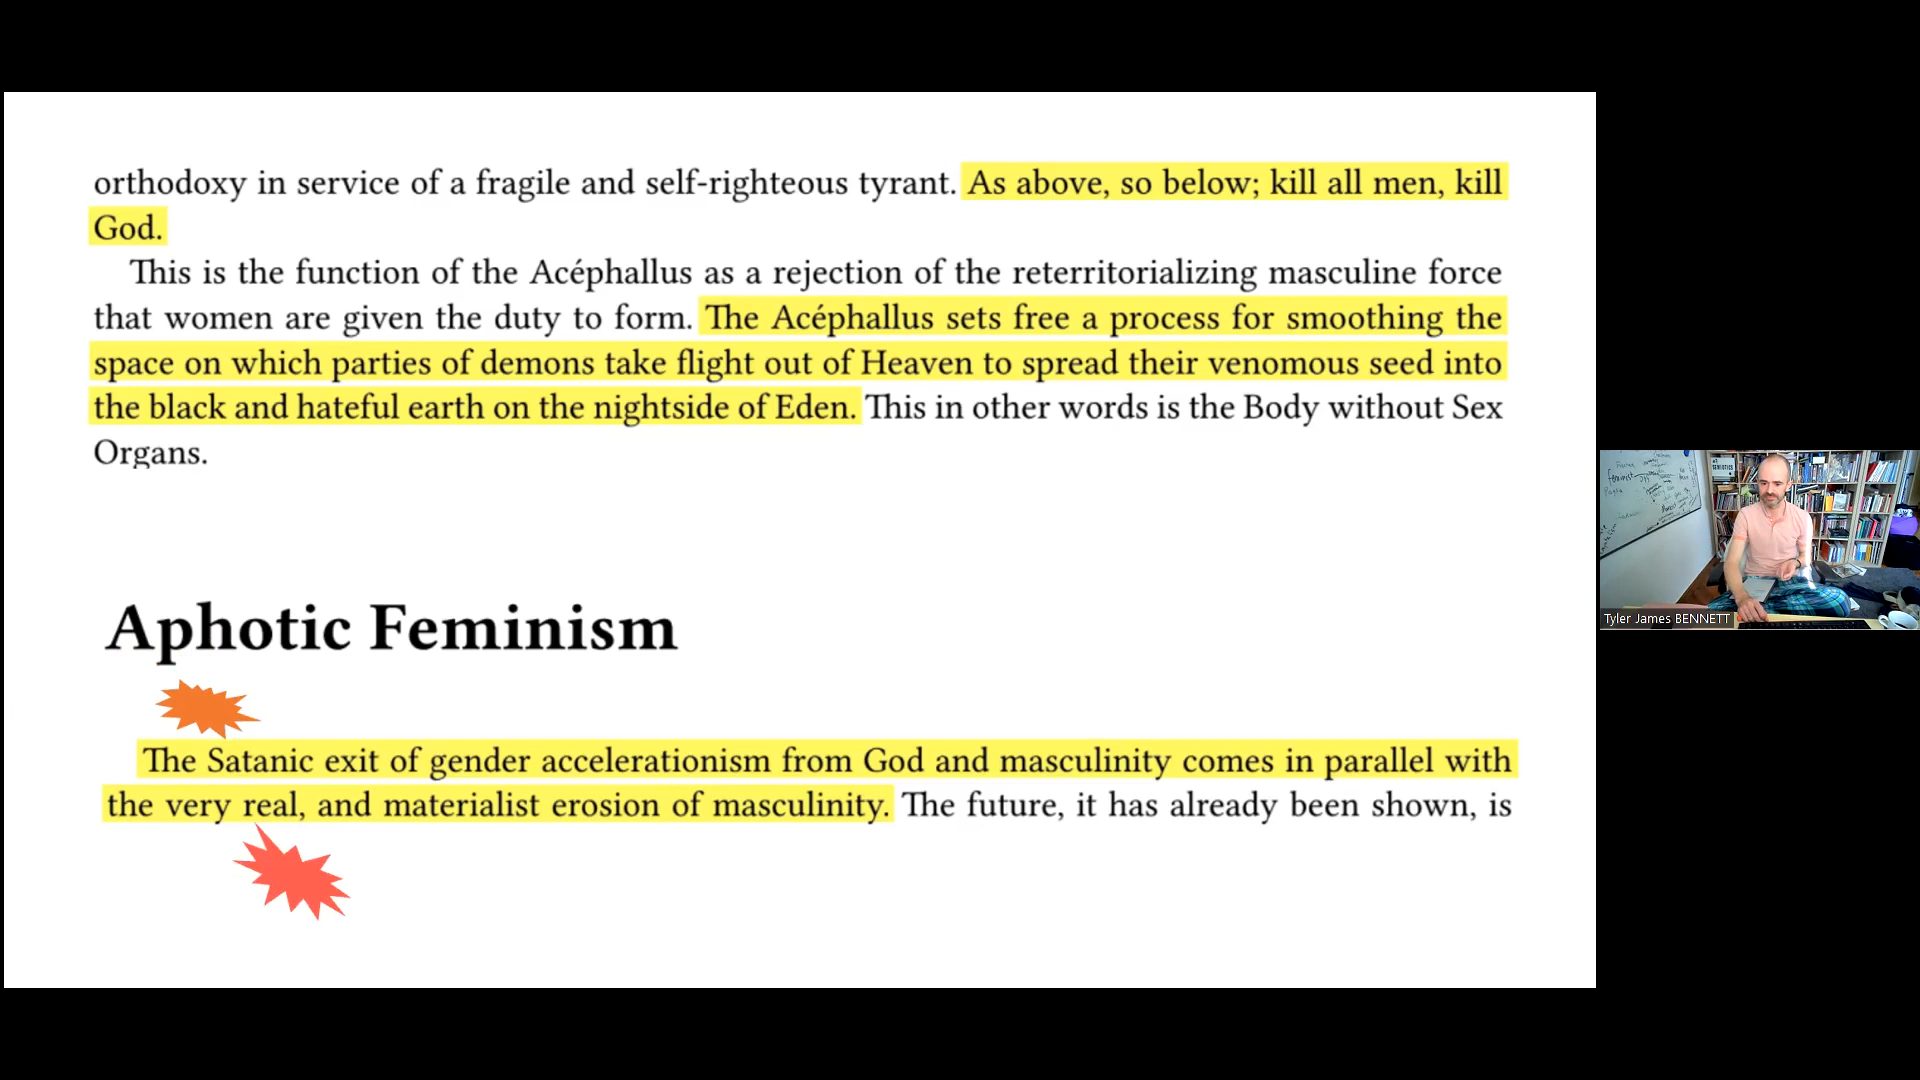 orthodoxy in service of a fragile and self-righteous tyrant. As above, so below; kill all men, kill
God.
This is the function of the Acéphallus as a rejection of the reterritorializing masculine force
that women are given the duty to form. The Acéphallus sets free a process for smoothing the
space on which parties of demons take flight out of Heaven to spread their venomous seed into
the black and hateful earth on the nightside of Eden. This in other words is the Body without Sex
Organs.
Aphotic Feminism
The Satanic exit of gender accelerationism from God and masculinity comes in parallel with
the very real, and materialist erosion of masculinity. The future, it has already been shown, is
SEMIOTICS
Tyler James BENNETT